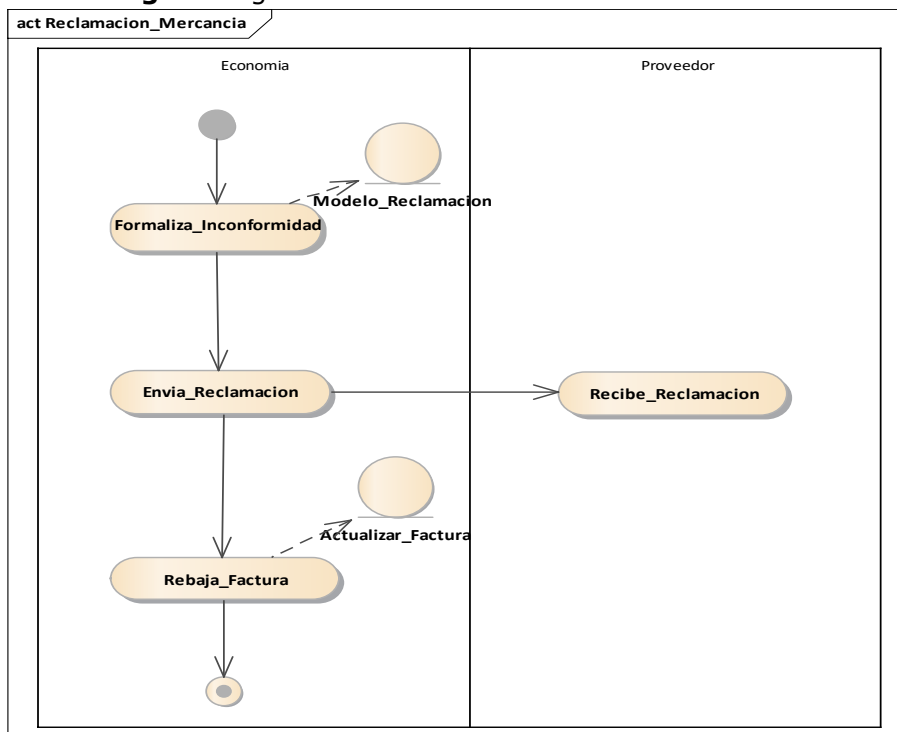 act Reclamacion_Mercancia
Economia
Proveedor
Modelo_Reclamacion
Formaliza_Inconformidad
Envia_Reclamacion
Recibe_Reclamacion
Actualizar_Factura
Rebaja_Factura